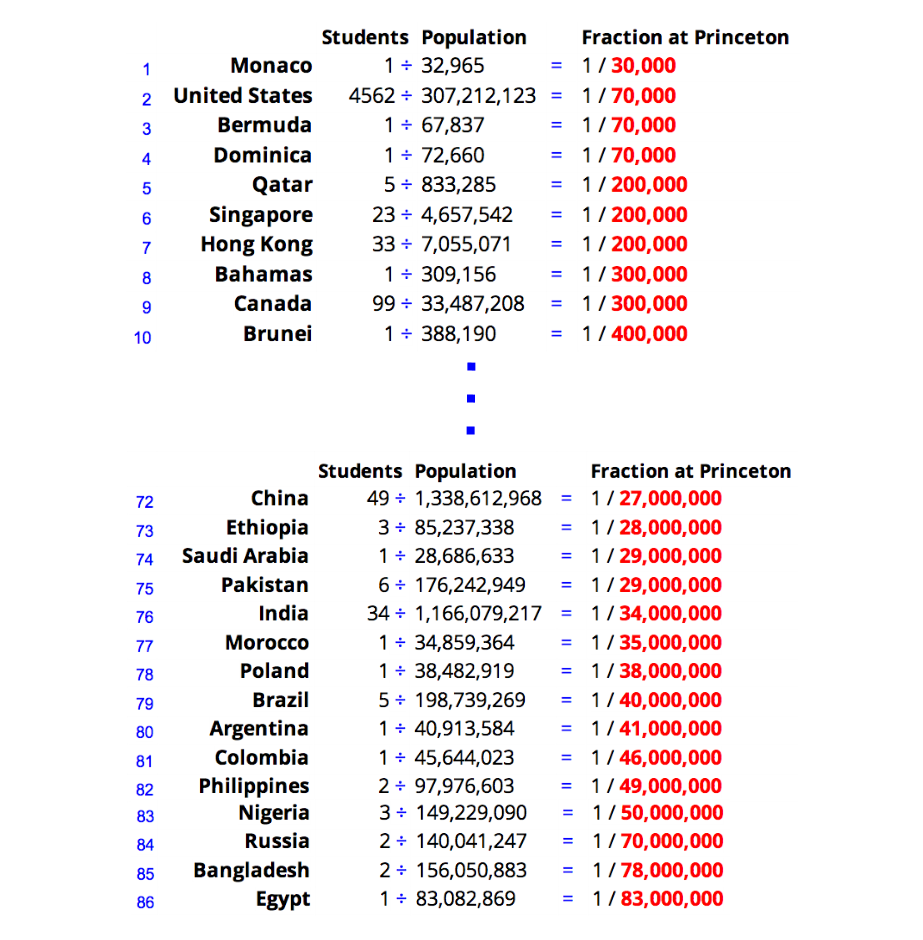 Students Population Fraction at Princeton
1 Monaco 1 ÷ 32,965 = 1 / 30,000
2 United States 4562 ÷ 307,212,123 = 1 / 70,000
3 Bermuda 1 ÷ 67,837 = 1 / 70,000
4 Dominica 1 ÷ 72,660 = 1 / 70,000
5 Qatar 5 ÷ 833,285 = 1 / 200,000
6 Singapore 23 ÷ 4,657,542 = 1 / 200,000
7 Hong Kong 33 ÷ 7,055,071 = 1 / 200,000
8 Bahamas 1 ÷ 309,156 = 1 / 300,000
9 Canada 99 ÷ 33,487,208 = 1 / 300,000
10 Brunei 1 ÷ 388,190 = 1 / 400,000
Students Population Fraction at Princeton
72 China 49 ÷ 1,338,612,968 = 1 / 27,000,000
73 Ethiopia 3 ÷ 85,237,338 = 1 / 28,000,000
74 Saudi Arabia 1 ÷ 28,686,633 = 1 / 29,000,000
75 Pakistan 6 ÷ 176,242,949 = 1 / 29,000,000
76 India 34 ÷ 1,166,079,217 = 1 / 34,000,000
77 Morocco 1 ÷ 34,859,364 = 1 / 35,000,000
78 Poland 1 ÷ 38,482,919 = 1 / 38,000,000
79 Brazil 5 ÷ 198,739,269 = 1 / 40,000,000
80 Argentina 1 ÷ 40,913,584 = 1 / 41,000,000
81 Colombia 1 ÷ 45,644,023 = 1 / 46,000,000
82 Philippines 2 ÷ 97,976,603 = 1 / 49,000,000
83 Nigeria 3 ÷ 149,229,090 = 1 / 50,000,000
84 Russia 2 ÷ 140,041,247 = 1 / 70,000,000
85 Bangladesh 2 ÷ 156,050,883 = 1 / 78,000,000
86 Egypt 1 ÷ 83,082,869 = 1 / 83,000,000